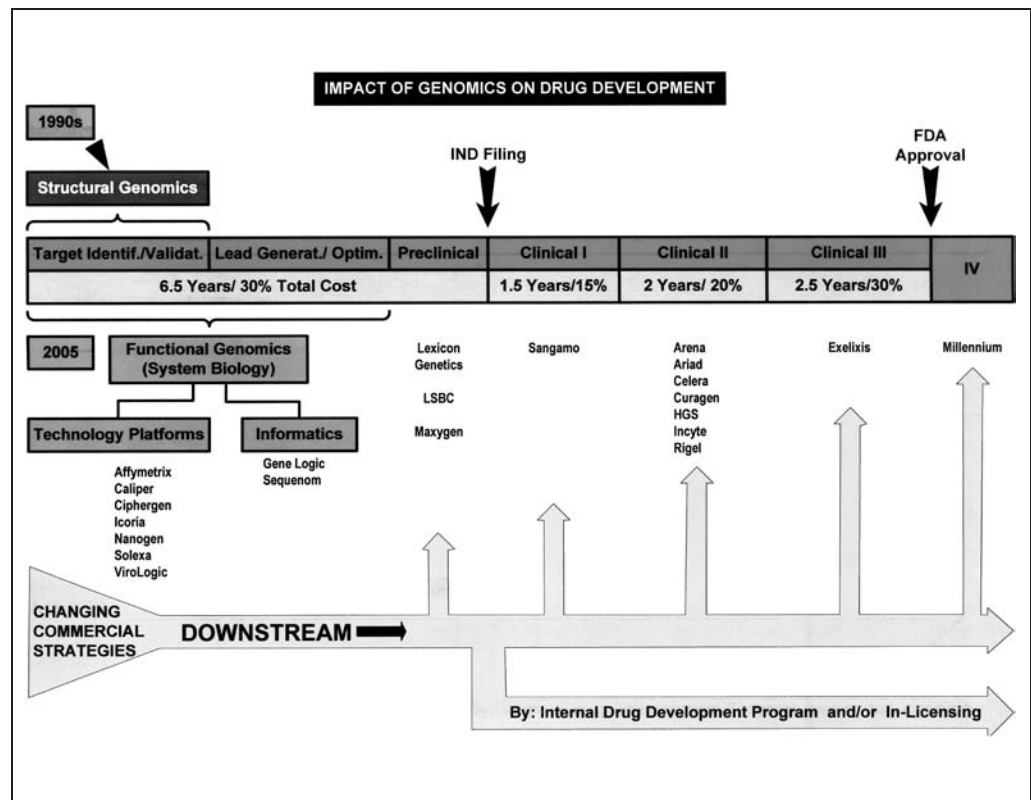 IMPACT OF GENOMICS ON DRUG DEVELOPMENT
1990s
IND Filing
FDA
Approval
Structural Genomics
Target Identif./Validat.
Lead Generat./ Optim.
Preclinical
Clinical I
Clinical II
Clinical III
IV
6.5 Years/ 30% Total Cost
1.5 Years/15%
2 Years/ 20%
2.5 Years/30%
2005
Functional Genomics
(System Biology)
Technology Platforms
Informatics
Affymetrix
Caliper
Ciphergen
Icoria
Nanogen
Solexa
ViroLogic
Gene Logic
Sequenom
Lexicon
Genetics
LSBC
Maxygen
Sangamo
Arena
Ariad
Celera
Curagen
HGS
Incyte
Rigel
Exelixis
Millennium
CHANGING
COMMERCIAL
STRATEGIES
DOWNSTREAM
By: Internal Drug Development Program and/or In-Licensing